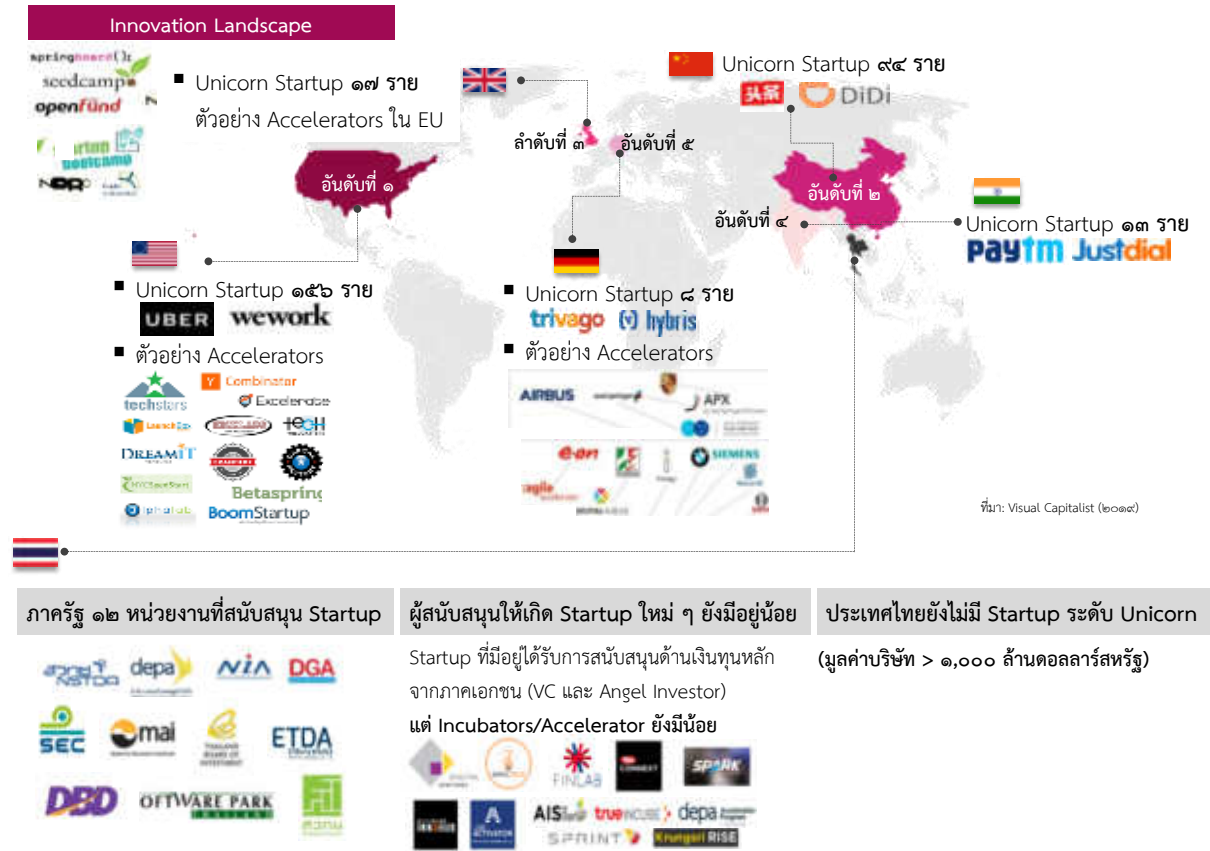 Innovation Landscape
seedcamp
openfund
▪ Unicorn Startup ๑๗ ราย
ตัวอย่าง Accelerators ใน EU
Unicorn Startup ๙๔ ราย
头条
DiDi
ลำดับที่ ๓
อันดับที่ ๕
อันดับที่ ๑
อันดับที่ ๒
อันดับที่ ๔
Unicorn Startup ๑๓ ราย
Paytm Justdial
▪ Unicorn Startup ๑๕๖ ราย
UBER wework
▪ ตัวอย่าง Accelerators
techstars
Y Combinator
Excelerate
DREAMIT
Betaspring
BoomStartup
▪ Unicorn Startup ๘ ราย
trivago (v) hybris
▪ ตัวอย่าง Accelerators
AIRBUS
APX
e·on
SIEMENS
agile
ที่มา: Visual Capitalist (๒๐๑๙)
ภาครัฐ ๑๒ หน่วยงานที่สนับสนุน Startup
NSTDA depa NIA DGA
SEC mai ETDA
DBD OFTWARE PARK
THAILAND
ผู้สนับสนุนให้เกิด Startup ใหม่ ๆ ยังมีอยู่น้อย
Startup ที่มีอยู่ได้รับการสนับสนุนด้านเงินทุนหลัก
จากภาคเอกชน (VC และ Angel Investor)
แต่ Incubators/Accelerator ยังมีน้อย
FINLAB
CONNEXT
SPARK
AIS
true INCUBE
depa
SPRINT
Krungsri RISE
ประเทศไทยยังไม่มี Startup ระดับ Unicorn
(มูลค่าบริษัท > ๑,๐๐๐ ล้านดอลลาร์สหรัฐ)